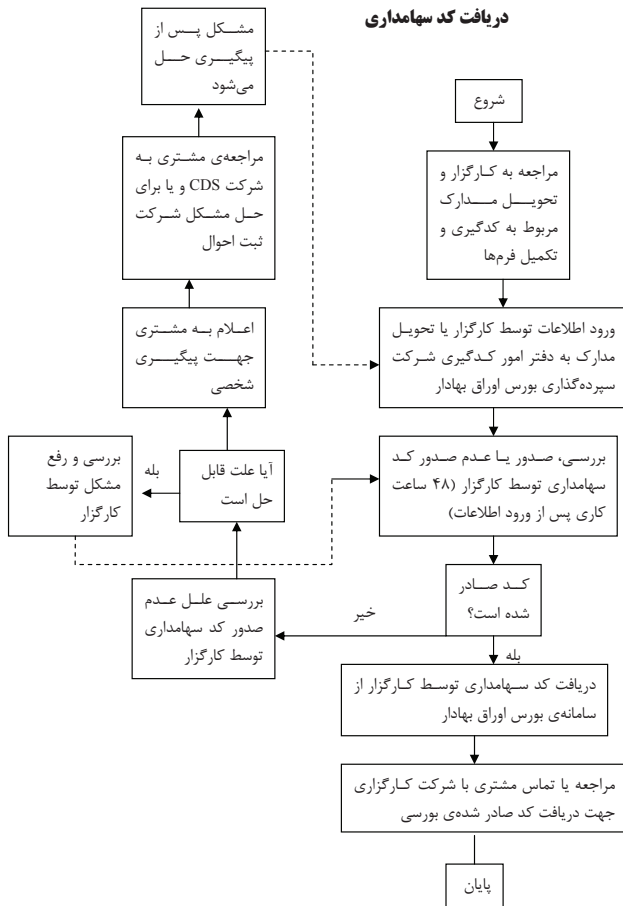 دریافت کد سهامداری
شروع
مراجعه به کارگزار و
تحویل مدارک
مربوط به کدگیری و
تکمیل فرم‌ها
ورود اطلاعات توسط کارگزار یا تحویل
مدارک به دفتر امور کدگیری شرکت
سپرده‌گذاری بورس اوراق بهادار
بررسی، صدور یا عدم صدور کد
سهامداری توسط کارگزار (۴۸ ساعت
کاری پس از ورود اطلاعات)
کد صادر
شده است؟
خیر
بله
دریافت کد سهامداری توسط کارگزار از
سامانه‌ی بورس اوراق بهادار
مراجعه یا تماس مشتری با شرکت کارگزاری
جهت دریافت کد صادر شده‌ی بورسی
پایان
بررسی علل عدم
صدور کد سهامداری
توسط کارگزار
آیا علت قابل
حل است
بله
بررسی و رفع
مشکل توسط
کارگزار
اعلام به مشتری
جهت پیگیری
شخصی
مراجعه‌ی مشتری به
شرکت CDS و یا برای
حل مشکل شرکت
ثبت احوال
مشکل پس از
پیگیری حل
می‌شود